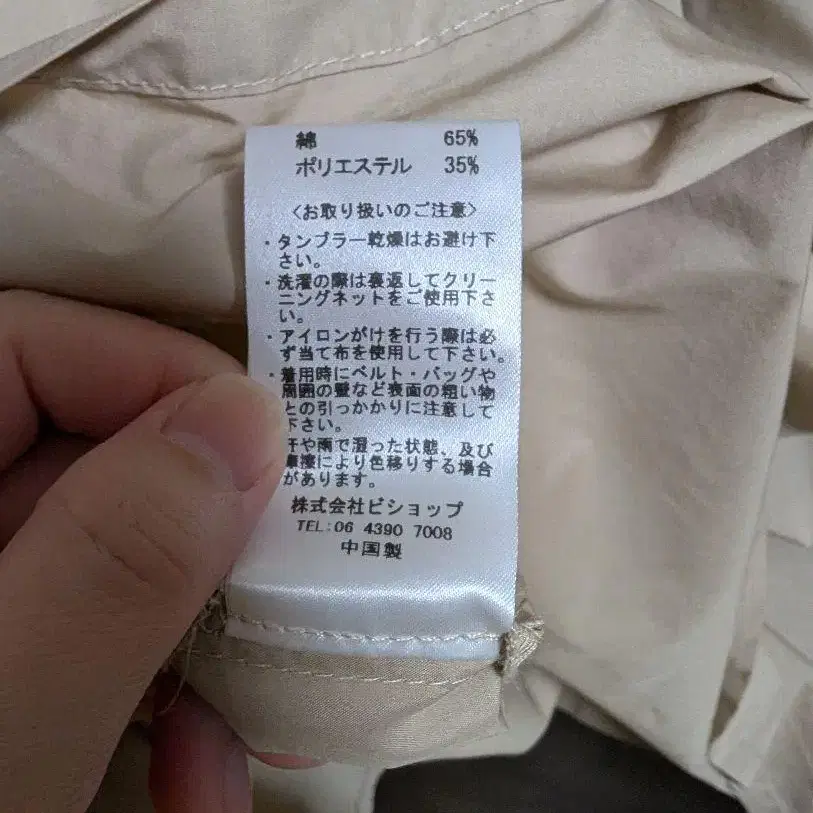 綿 65%
ポリエステル 35%
〈お取り扱いのご注意〉
・タンブラー乾燥はお避け下
さい。
・洗濯の際は裏返してクリー
ニングネットをご使用下さ
い。
・アイロンがけを行う際は必
ず当て布を使用して下さい。
・着用時にベルト・バッグや
周囲の壁など表面の粗い物
との引っかかりに注意して
下さい。
汗や雨で湿った状態、及び
摩擦により色移りする場合
があります。
株式会社ビショップ
TEL:06 4390 7008
中国製